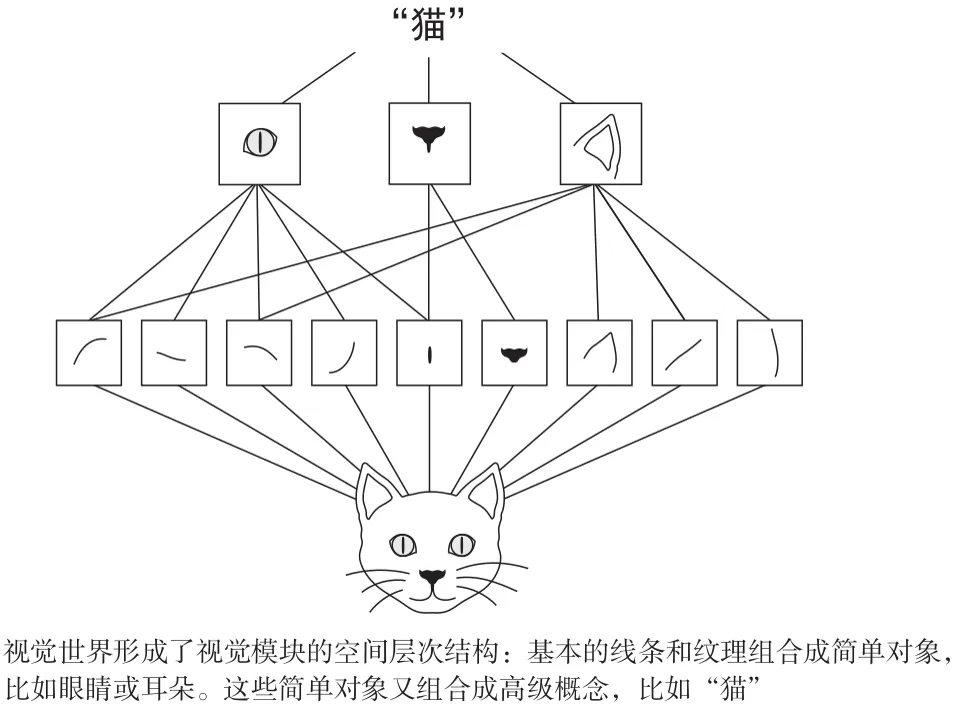 “猫”
视觉世界形成了视觉模块的空间层次结构：基本的线条和纹理组合成简单对象，
比如眼睛或耳朵。这些简单对象又组合成高级概念，比如“猫”